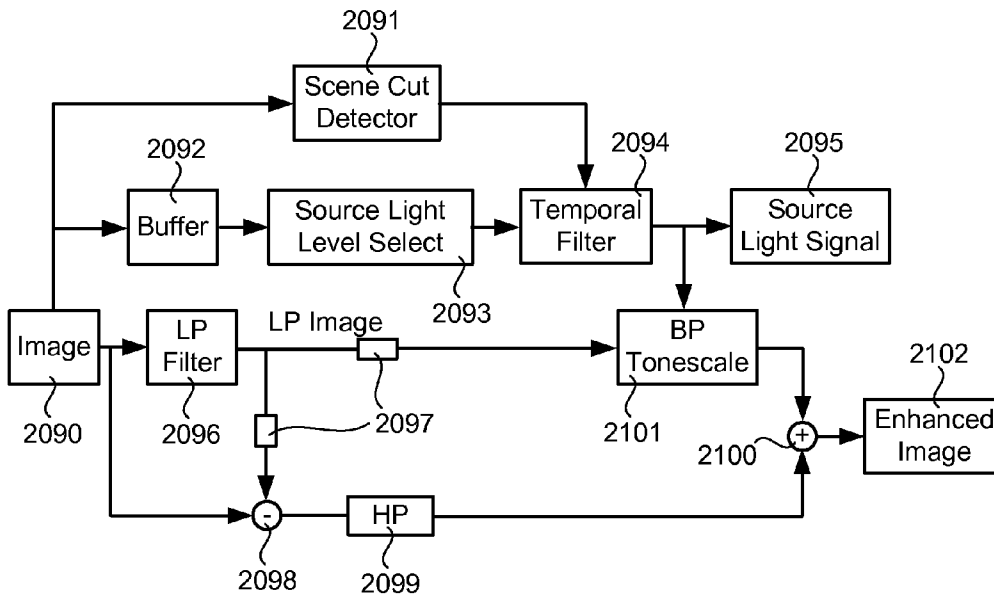 2091
Scene Cut
Detector
2092
Buffer
Source Light
Level Select
2093
2094
Temporal
Filter
2095
Source
Light Signal
Image
2090
LP
Filter
2096
LP Image
2097
BP
Tonescale
2101
2100
+
2102
Enhanced
Image
-
2098
HP
2099